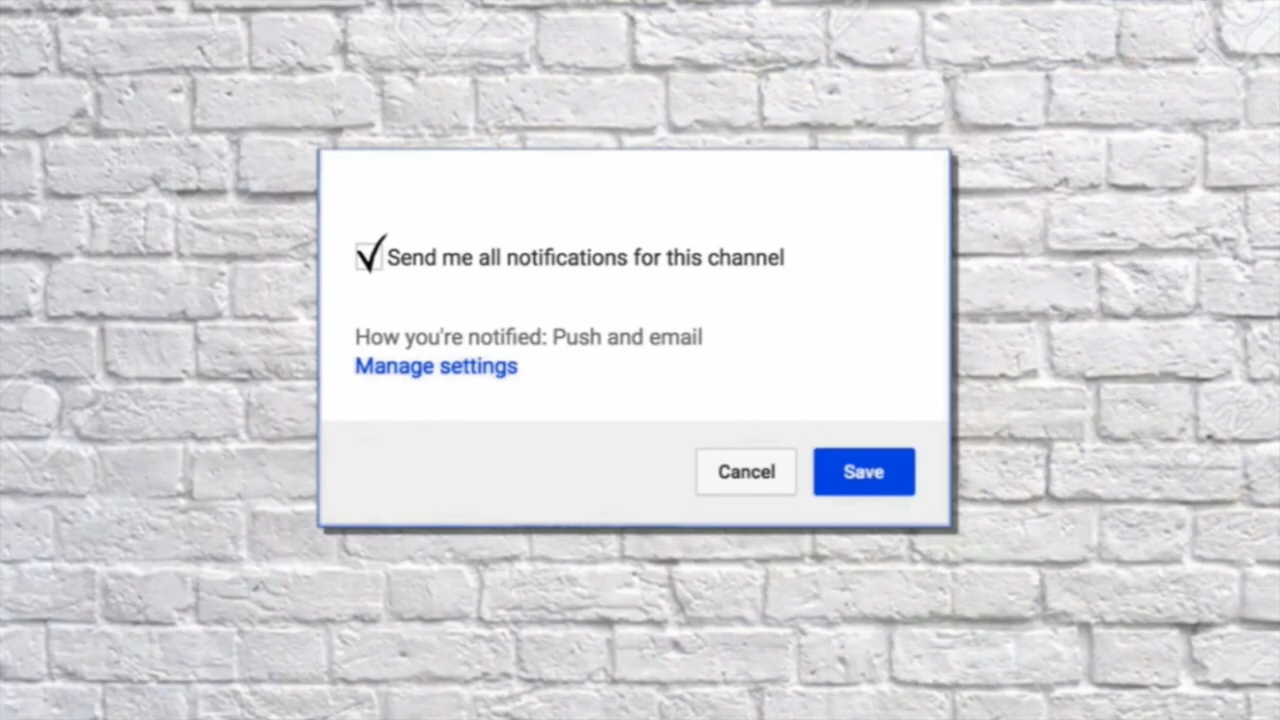 Send me all notifications for this channel
How you're notified: Push and email
Manage settings
Cancel
Save